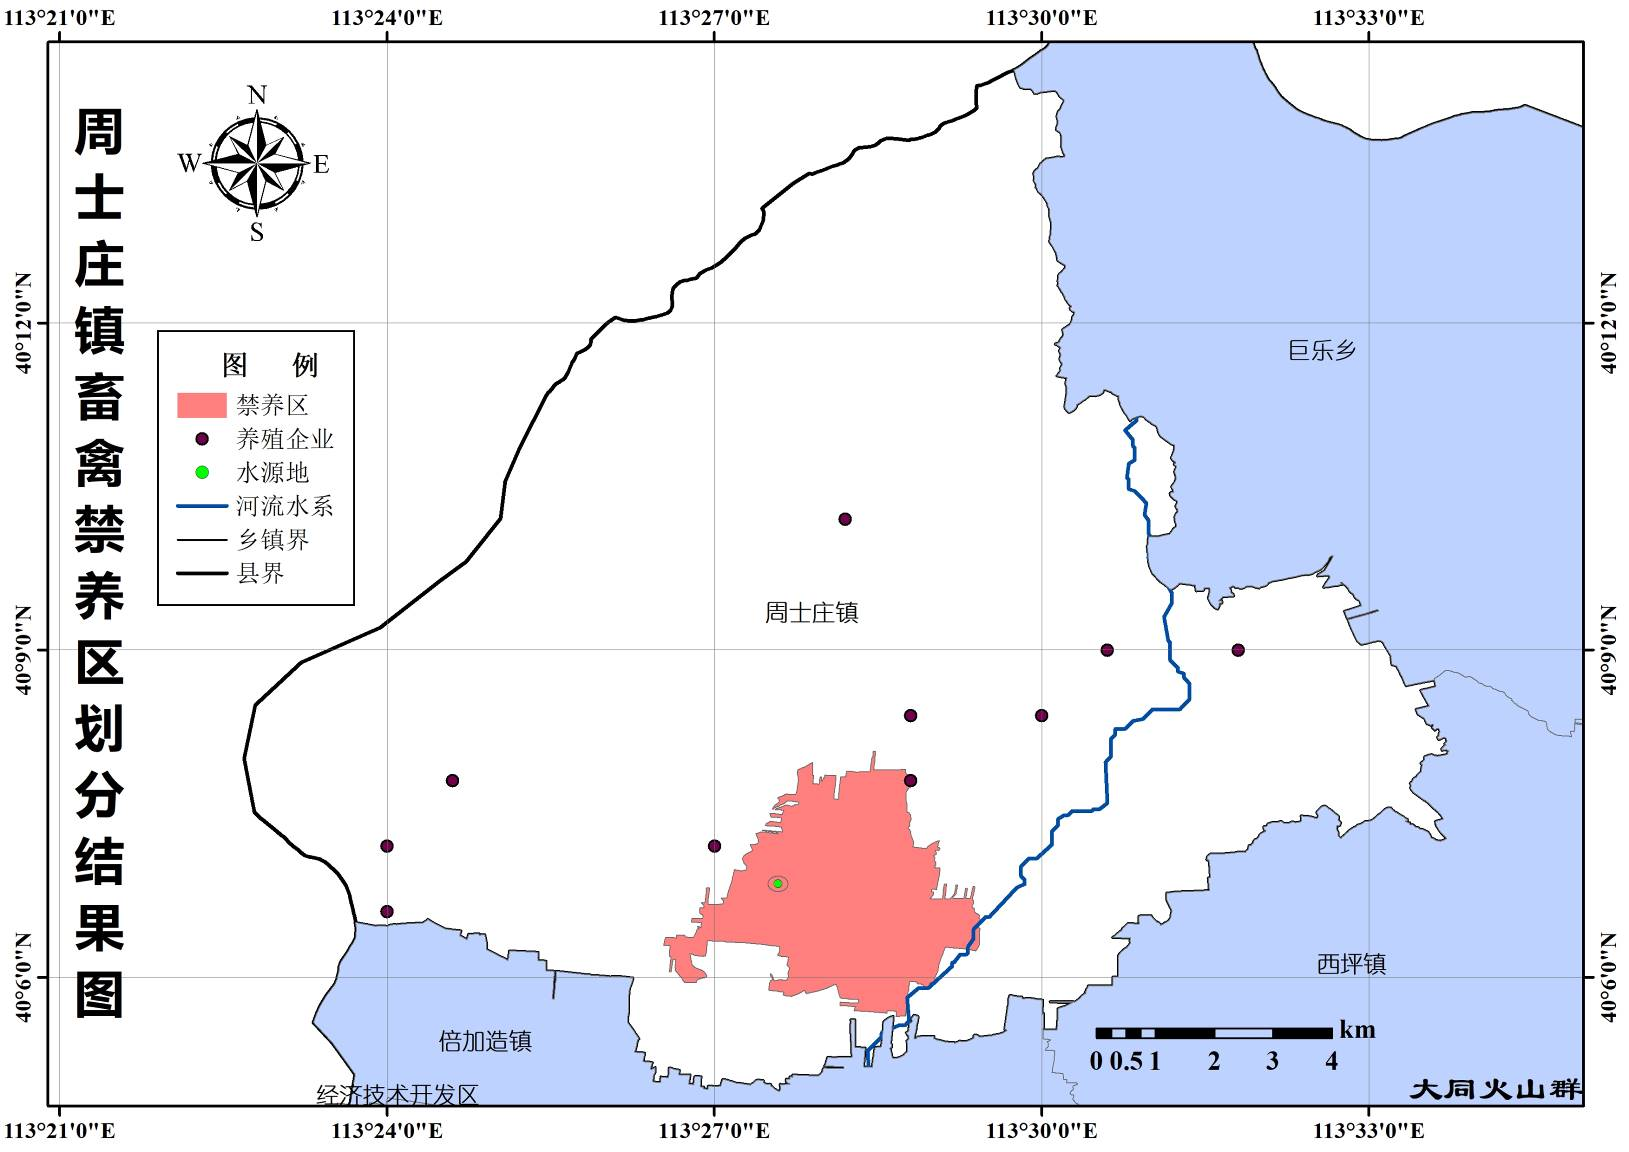 113°21'0"E 113°24'0"E 113°27'0"E 113°30'0"E 113°33'0"E
周士庄镇畜禽禁养区划分结果图
N
W E
S
40°12'0"N
40°12'0"N
图 例
禁养区
养殖企业
水源地
河流水系
乡镇界
县界
巨乐乡
周士庄镇
40°9'0"N
40°9'0"N
西坪镇
40°6'0"N
40°6'0"N
倍加造镇
km
0 0.5 1 2 3 4
经济技术开发区
大同火山群
113°21'0"E 113°24'0"E 113°27'0"E 113°30'0"E 113°33'0"E